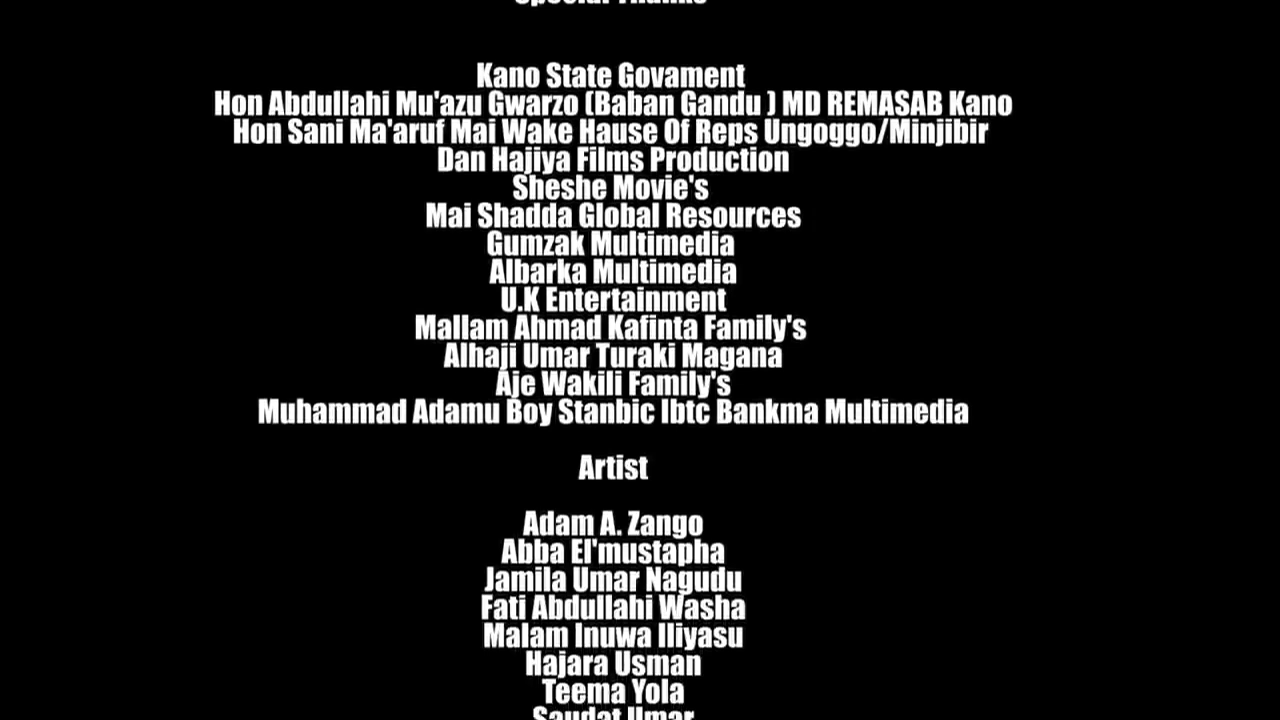 Special Thanks
Kano State Govament
Hon Abdullahi Mu'azu Gwarzo (Baban Gandu ) MD REMASAB Kano
Hon Sani Ma'aruf Mai Wake Hause Of Reps Ungoggo/Minjibir
Dan Hajiya Films Production
Sheshe Movie's
Mai Shadda Global Resources
Gumzak Multimedia
Albarka Multimedia
U.K Entertainment
Mallam Ahmad Kafinta Family's
Alhaji Umar Turaki Magana
Aje Wakili Family's
Muhammad Adamu Boy Stanbic Ibtc Bankma Multimedia
Artist
Adam A. Zango
Abba El'mustapha
Jamila Umar Nagudu
Fati Abdullahi Washa
Malam Inuwa Iliyasu
Hajara Usman
Teema Yola
Saudat Umar